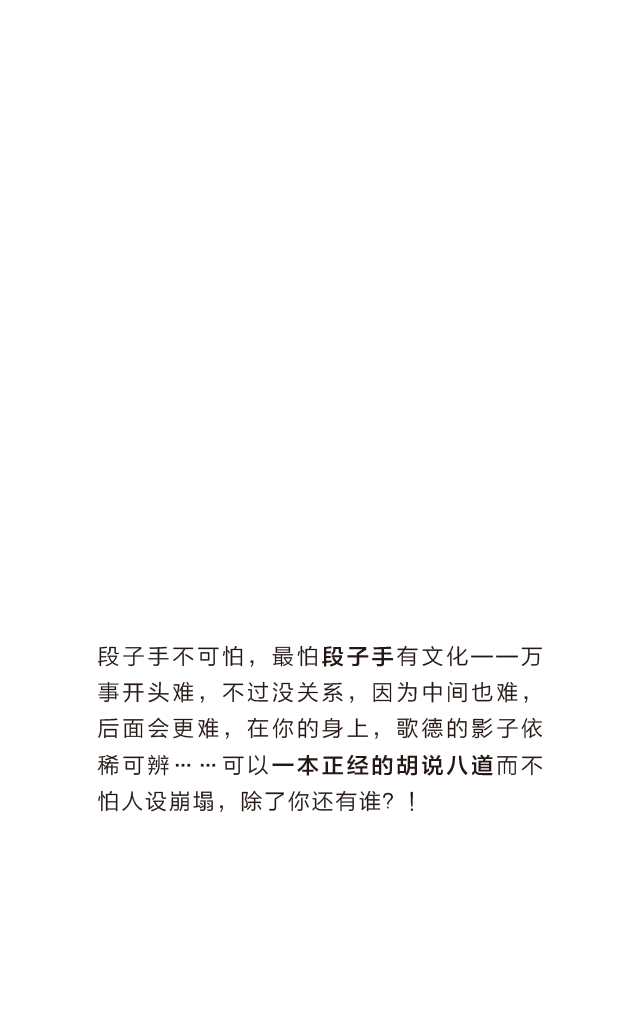 段子手不可怕，最怕段子手有文化——万
事开头难，不过没关系，因为中间也难，
后面会更难，在你的身上，歌德的影子依
稀可辨……可以一本正经的胡说八道而不
怕人设崩塌，除了你还有谁？！